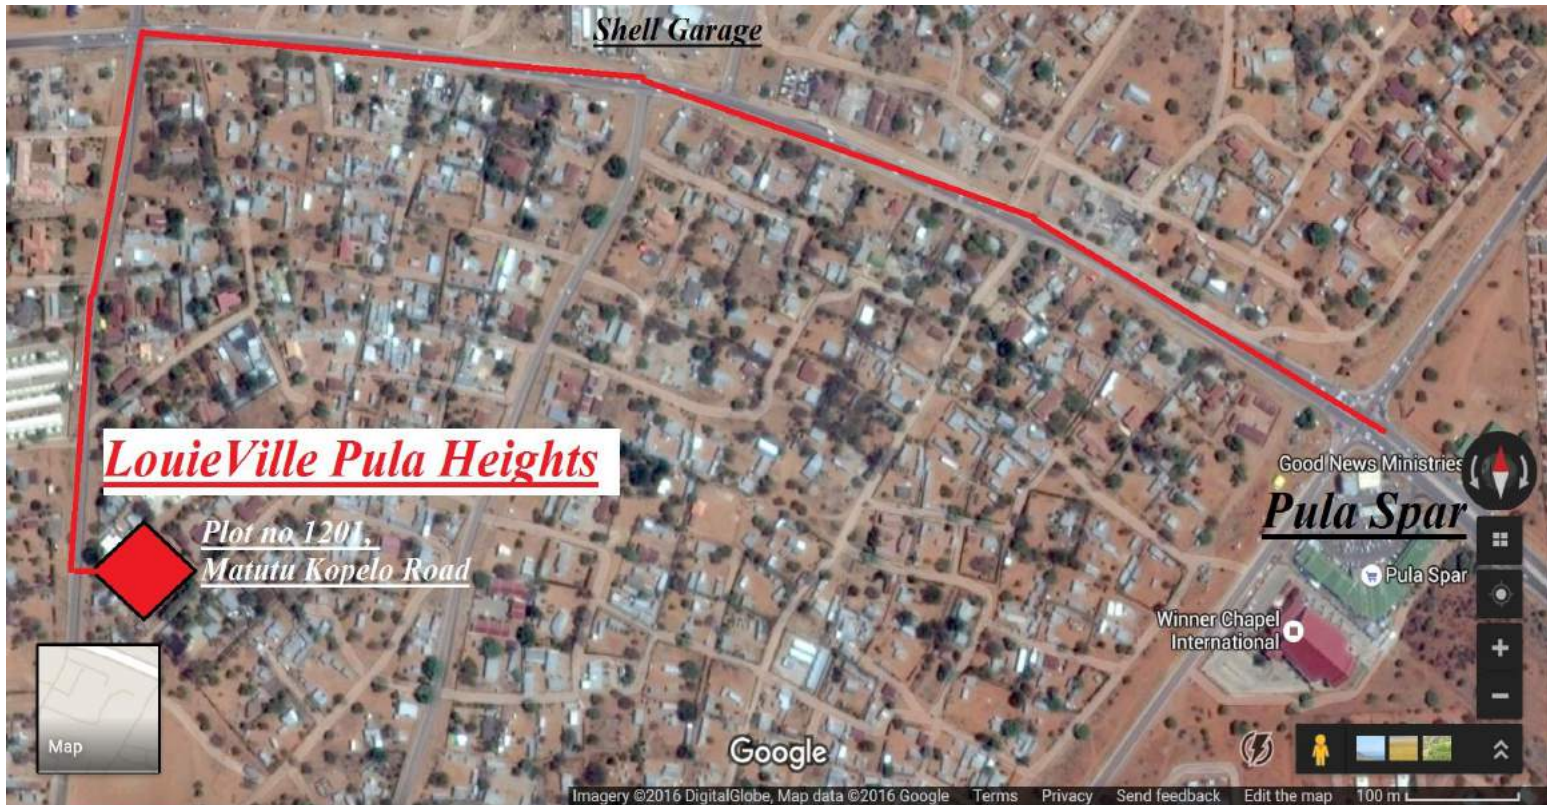 Shell Garage
LouieVille Pula Heights
Plot no 1201,
Matutu Kopelo Road
Good News Ministries
Pula Spar
Pula Spar
Winner Chapel
International
Map
Google
Imagery ©2016 DigitalGlobe, Map data ©2016 Google Terms Privacy Send feedback Edit the map 100 m